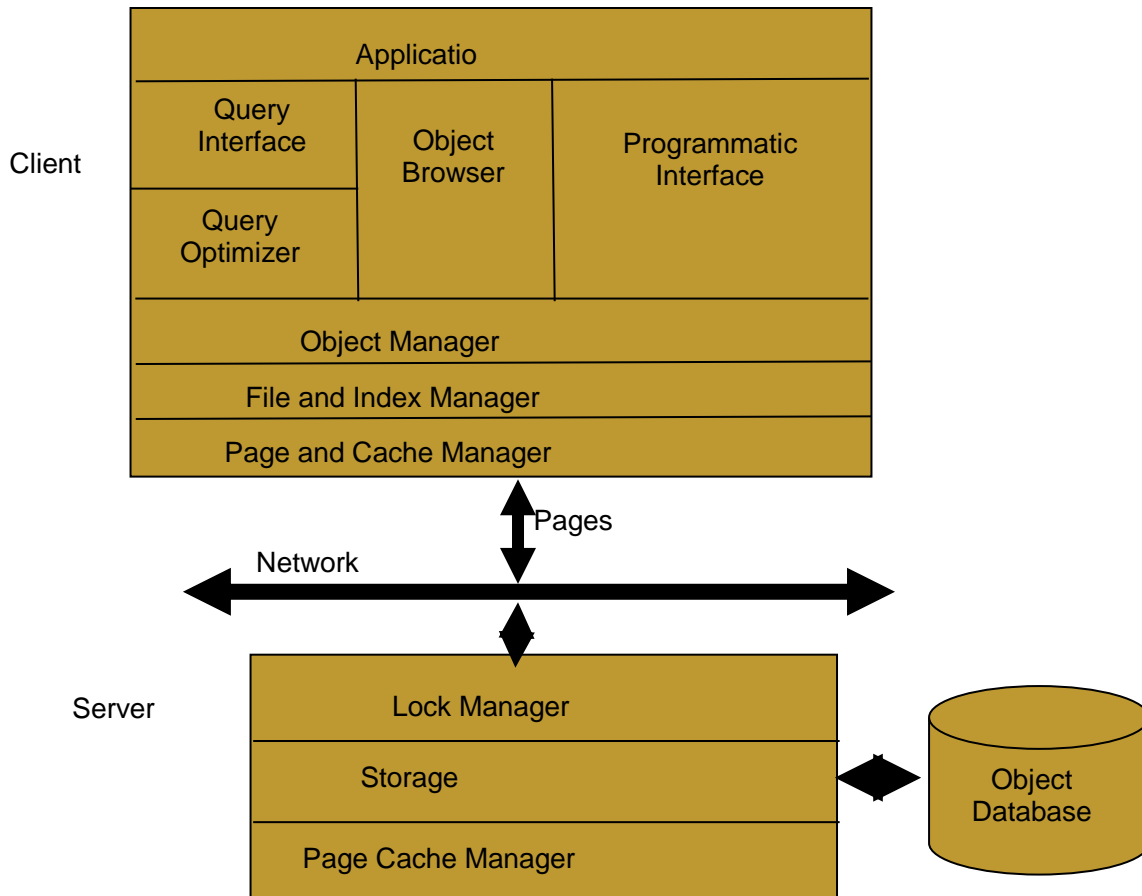 Applicatio
Query
Interface
Object
Browser
Programmatic
Interface
Client
Query
Optimizer
Object Manager
File and Index Manager
Page and Cache Manager
Pages
Network
Server
Lock Manager
Storage
Object
Database
Page Cache Manager